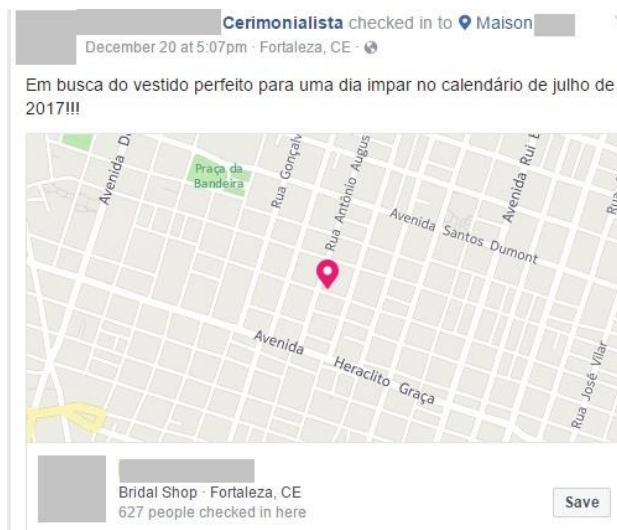 Cerimonialista checked in to Maison
December 20 at 5:07pm · Fortaleza, CE ·
Em busca do vestido perfeito para uma dia impar no calendário de julho de
2017!!!
Praça da
Bandeira
Rua Gonçalv
Rua Antônio Augus
Avenida Rui B
Avenida Santos Dumont
Avenida
Heraclito Graça
Rua José Vilar
Bridal Shop · Fortaleza, CE
627 people checked in here
Save